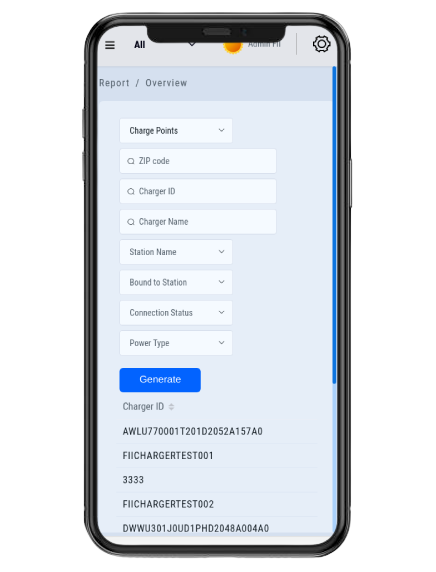 All
Admin Fii
Report / Overview
Charge Points
ZIP code
Charger ID
Charger Name
Station Name
Bound to Station
Connection Status
Power Type
Generate
Charger ID
AWLU770001T201D2052A157A0
FIICHARGERTEST001
3333
FIICHARGERTEST002
DWWU301J0UD1PHD2048A004A0